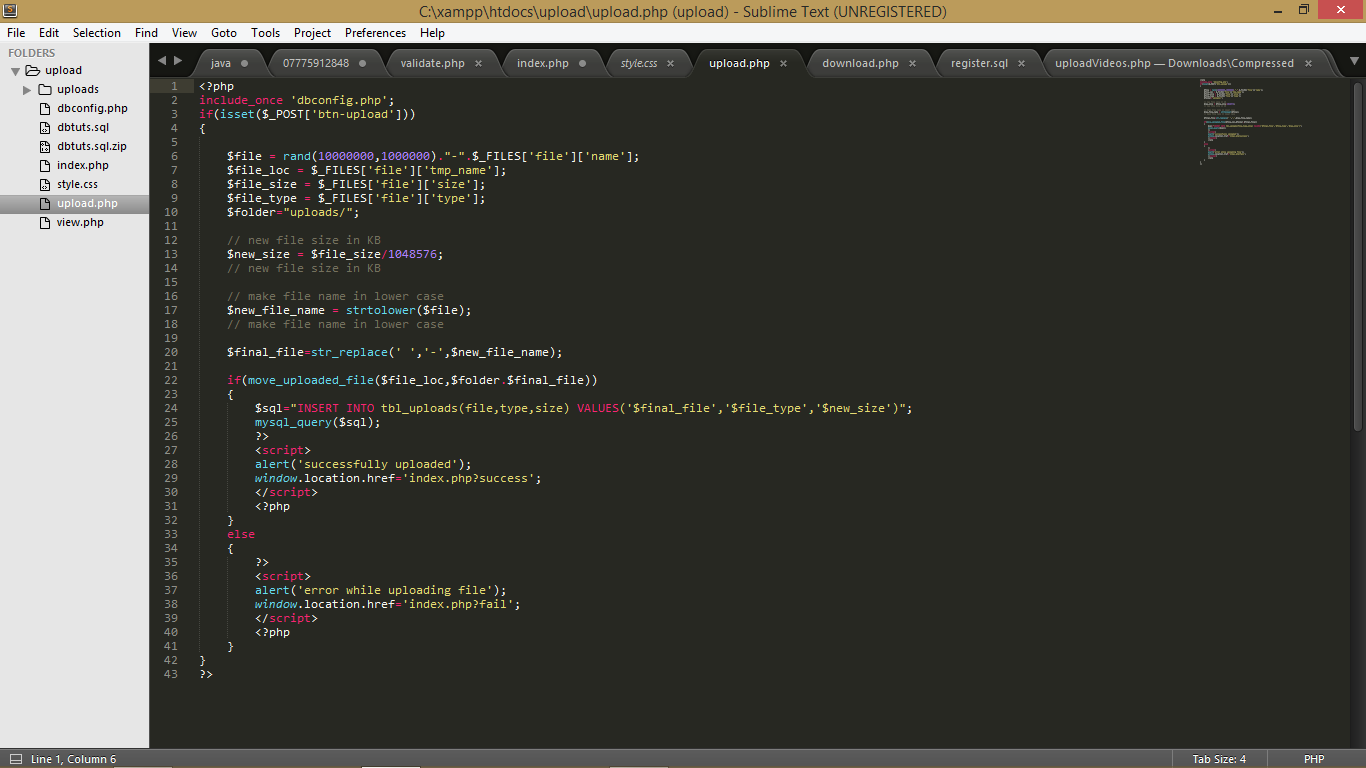 C:\xampp\htdocs\upload\upload.php (upload) - Sublime Text (UNREGISTERED)
File Edit Selection Find View Goto Tools Project Preferences Help
FOLDERS
upload
uploads
dbconfig.php
dbtuts.sql
dbtuts.sql.zip
index.php
style.css
upload.php
view.php
java 07775912848 validate.php index.php style.css upload.php download.php register.sql uploadVideos.php — Downloads\Compressed
1 <?php
2 include_once 'dbconfig.php';
3 if(isset($_POST['btn-upload']))
4 {
5
6 $file = rand(10000000,1000000)."-".$_FILES['file']['name'];
7 $file_loc = $_FILES['file']['tmp_name'];
8 $file_size = $_FILES['file']['size'];
9 $file_type = $_FILES['file']['type'];
10 $folder="uploads/";
11
12 // new file size in KB
13 $new_size = $file_size/1048576;
14 // new file size in KB
15
16 // make file name in lower case
17 $new_file_name = strtolower($file);
18 // make file name in lower case
19
20 $final_file=str_replace(' ','-',$new_file_name);
21
22 if(move_uploaded_file($file_loc,$folder.$final_file))
23 {
24 $sql="INSERT INTO tbl_uploads(file,type,size) VALUES('$final_file','$file_type','$new_size')";
25 mysql_query($sql);
26 ?>
27 <script>
28 alert('successfully uploaded');
29 window.location.href='index.php?success';
30 </script>
31 <?php
32 }
33 else
34 {
35 ?>
36 <script>
37 alert('error while uploading file');
38 window.location.href='index.php?fail';
39 </script>
40 <?php
41 }
42 }
43 ?>
Line 1, Column 6
Tab Size: 4
PHP